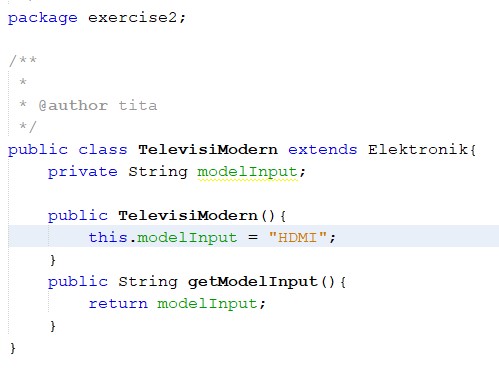 package exercise2;
/**
 *
 * @author tita
 */
public class TelevisiModern extends Elektronik{
    private String modelInput;
    public TelevisiModern(){
        this.modelInput = "HDMI";
    }
    public String getModelInput(){
        return modelInput;
    }
}